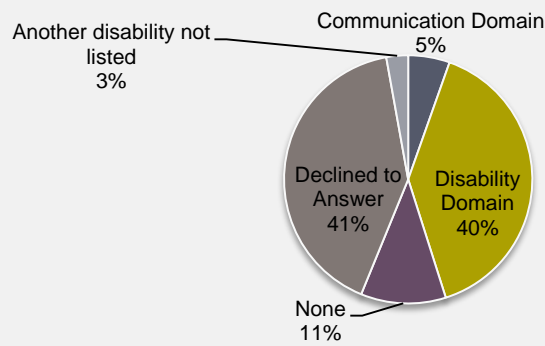 Communication Domain
5%
Another disability not
listed
3%
Declined to
Answer
41%
Disability
Domain
40%
None
11%